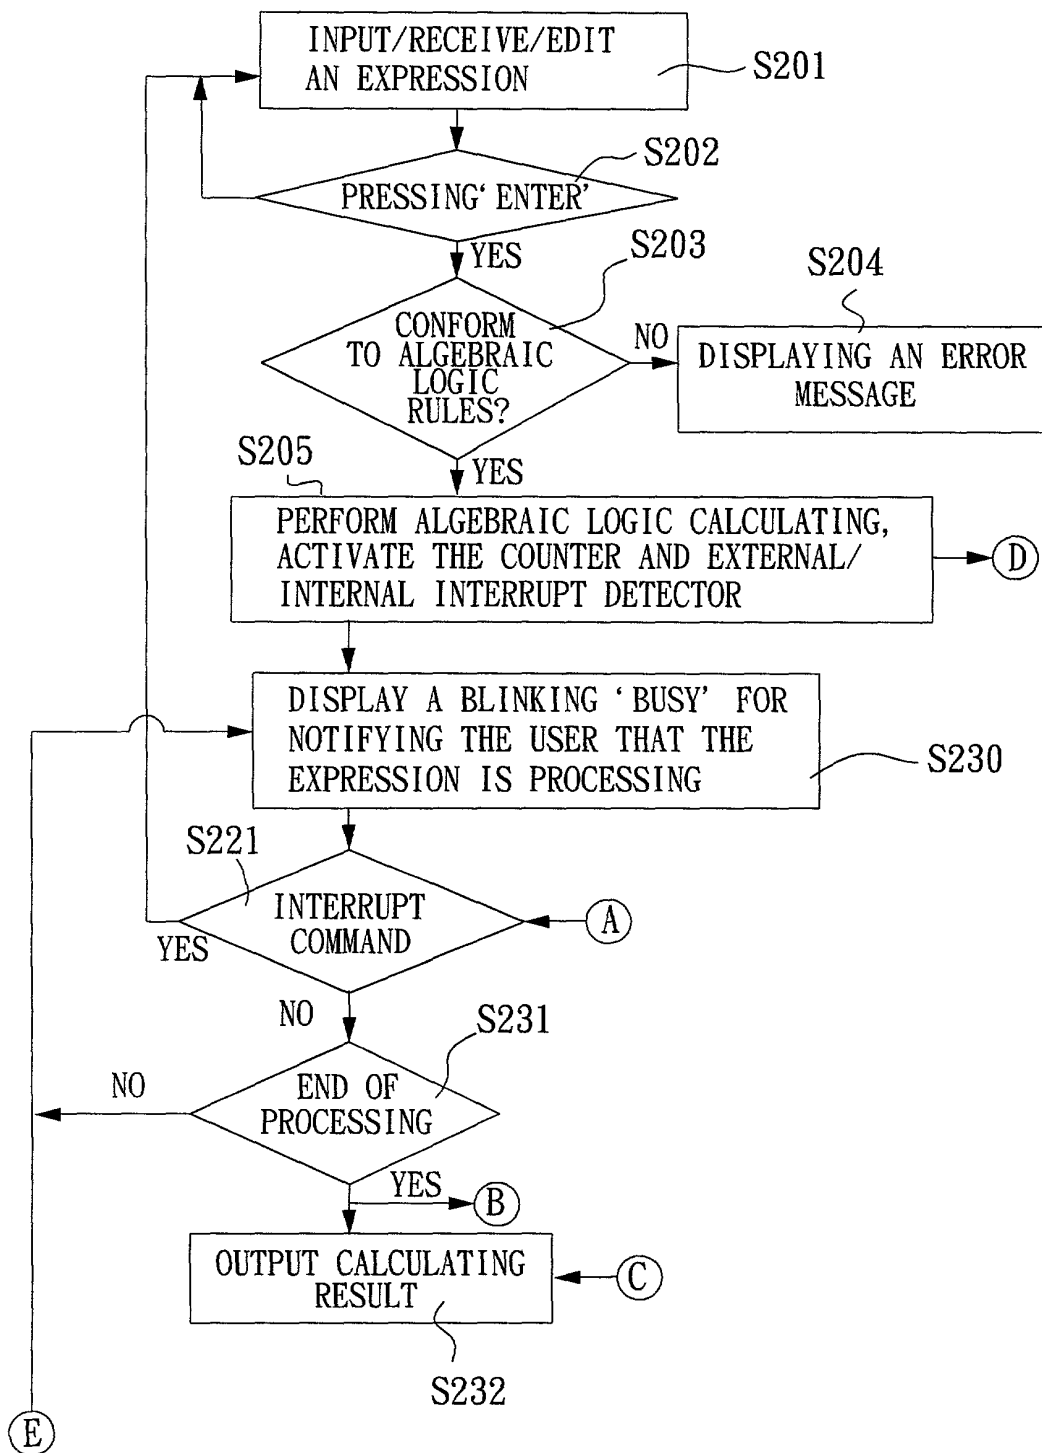 INPUT/RECEIVE/EDIT
AN EXPRESSION
S201
S202
PRESSING‘ENTER’
YES
S203
CONFORM
TO ALGEBRAIC
LOGIC
RULES?
NO
S204
DISPLAYING AN ERROR
MESSAGE
YES
S205
PERFORM ALGEBRAIC LOGIC CALCULATING,
ACTIVATE THE COUNTER AND EXTERNAL/
INTERNAL INTERRUPT DETECTOR
D
DISPLAY A BLINKING ‘BUSY’ FOR
NOTIFYING THE USER THAT THE
EXPRESSION IS PROCESSING
S230
S221
INTERRUPT
COMMAND
A
YES
NO
S231
END OF
PROCESSING
NO
YES
B
OUTPUT CALCULATING
RESULT
C
S232
E